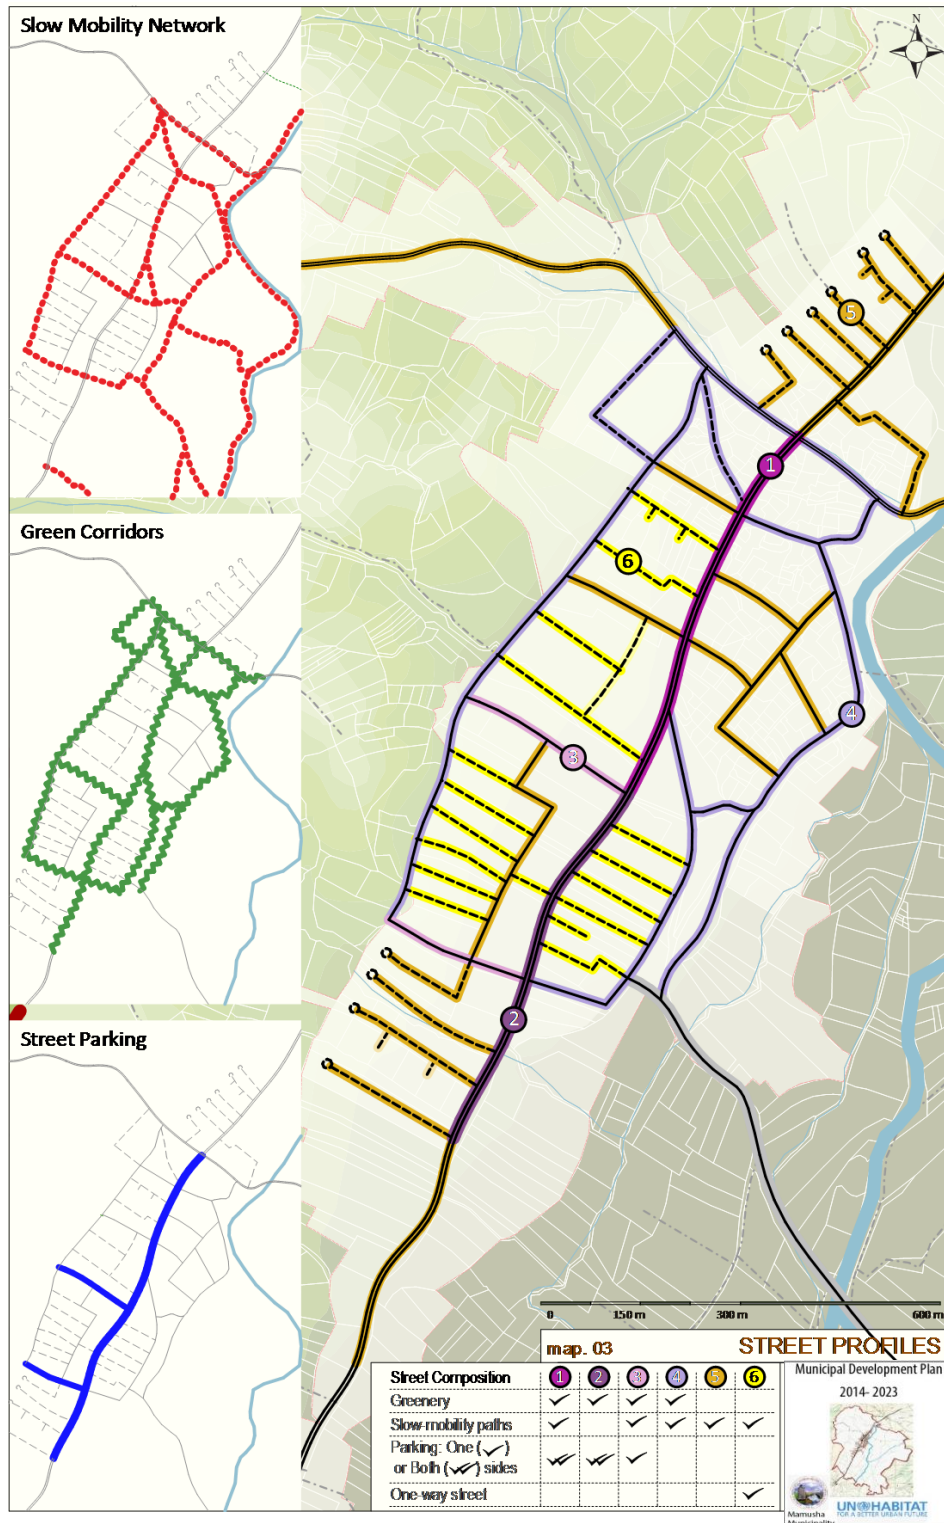 Slow Mobility Network
N
5
1
6
4
3
Green Corridors
2
Street Parking
0 150 m 300 m 600 m
map. 03 STREET PROFILES
Street Composition 1 2 3 4 5 6
Greenery
Slow-mobility paths
Parking: One (✓)
or Both (✓✓) sides
One-way street
Municipal Development Plan
2014- 2023
Mamusha
Municipality
UN HABITAT
FOR A BETTER URBAN FUTURE